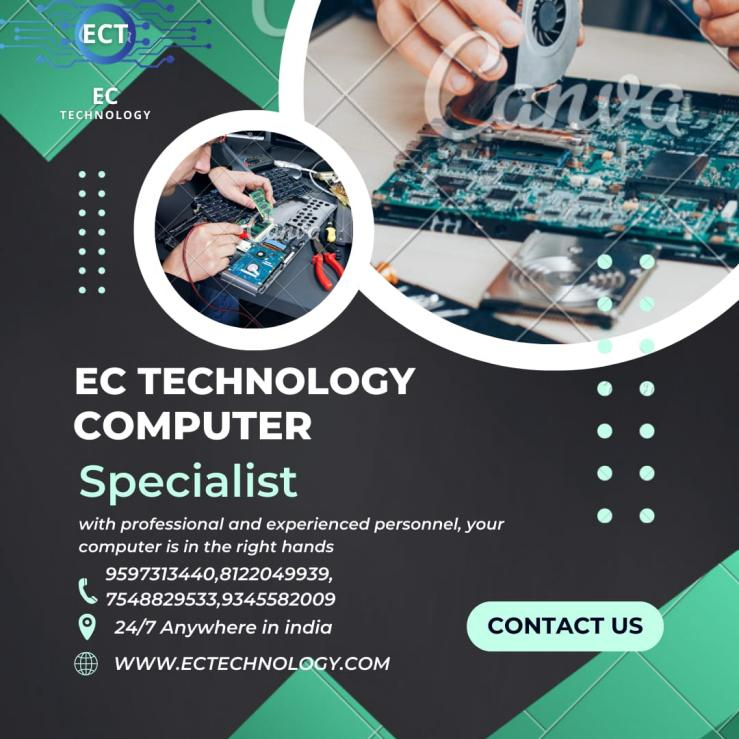 ECT
EC
TECHNOLOGY
Canva
EC TECHNOLOGY
COMPUTER
Specialist
with professional and experienced personnel, your
computer is in the right hands
9597313440,8122049939,
7548829533,9345582009
24/7 Anywhere in india
WWW.ECTECHNOLOGY.COM
CONTACT US